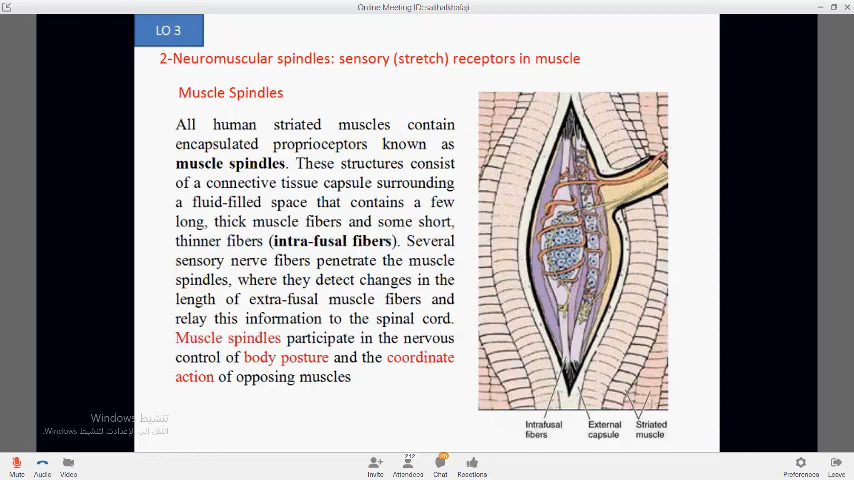 Online Meeting ID: saithalkhafaji
LO 3
2-Neuromuscular spindles: sensory (stretch) receptors in muscle
Muscle Spindles
All human striated muscles contain
encapsulated proprioceptors known as
muscle spindles. These structures consist
of a connective tissue capsule surrounding
a fluid-filled space that contains a few
long, thick muscle fibers and some short,
thinner fibers (intra-fusal fibers). Several
sensory nerve fibers penetrate the muscle
spindles, where they detect changes in the
length of extra-fusal muscle fibers and
relay this information to the spinal cord.
Muscle spindles participate in the nervous
control of body posture and the coordinate
action of opposing muscles
Intrafusal
fibers
External
capsule
Striated
muscle
تنشيط Windows
انتقل إلى الإعدادات لتنشيط Windows.
Mute
Audio
Video
Invite
212
Attendees
20
Chat
Reactions
Preferences
Leave